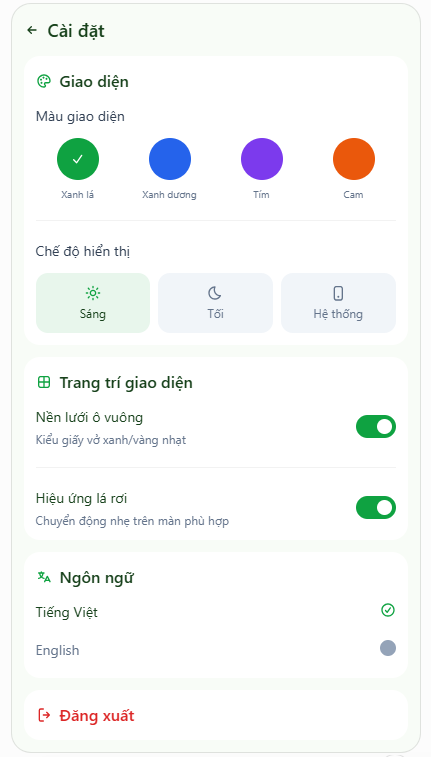 Cài đặt
Giao diện
Màu giao diện
Xanh lá
Xanh dương
Tím
Cam
Chế độ hiển thị
Sáng
Tối
Hệ thống
Trang trí giao diện
Nền lưới ô vuông
Kiểu giấy vở xanh/vàng nhạt
Hiệu ứng lá rơi
Chuyển động nhẹ trên màn phù hợp
Ngôn ngữ
Tiếng Việt
English
Đăng xuất